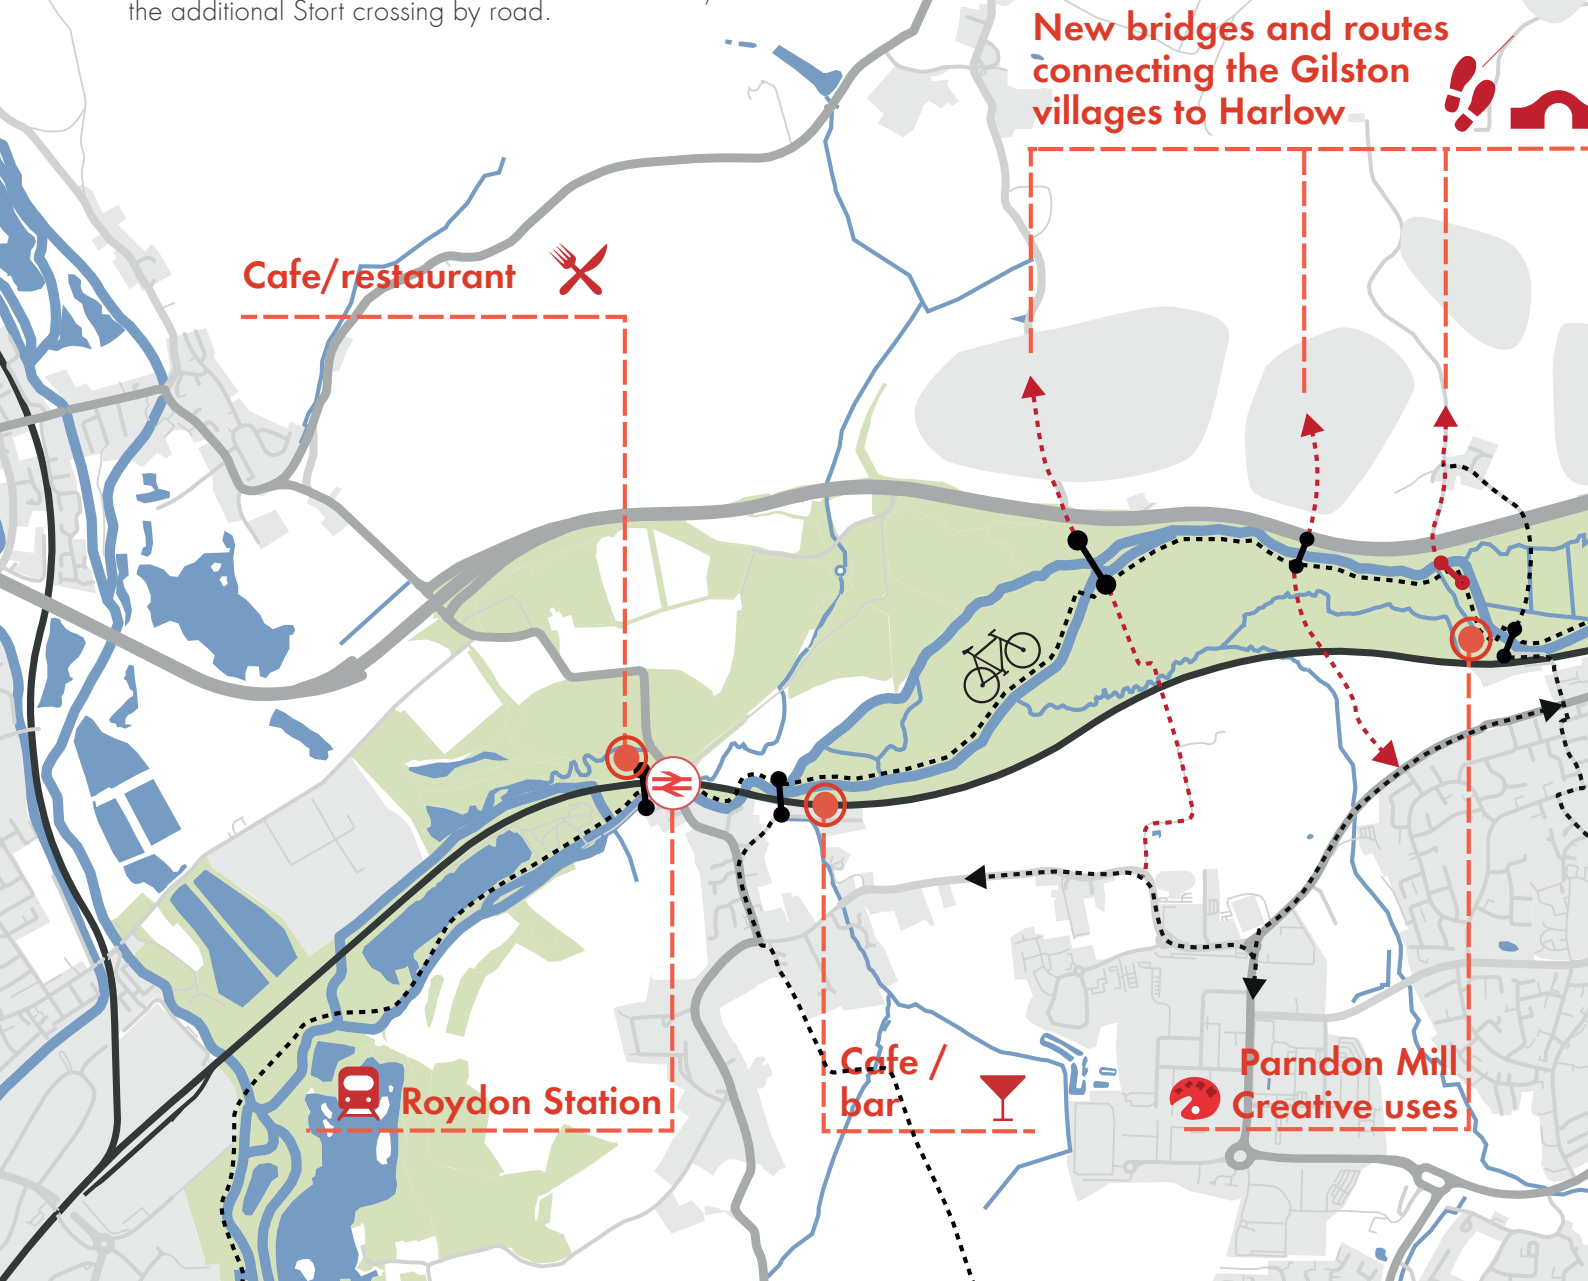 the additional Stort crossing by road.
New bridges and routes
connecting the Gilston
villages to Harlow
Cafe/restaurant
Roydon Station
Cafe /
bar
Parndon Mill
Creative uses